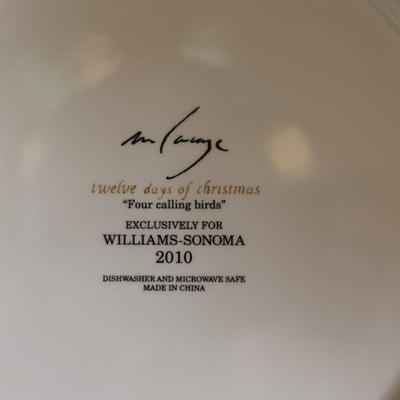 twelve days of christmas
"Four calling birds"
EXCLUSIVELY FOR
WILLIAMS-SONOMA
2010
DISHWASHER AND MICROWAVE SAFE
MADE IN CHINA